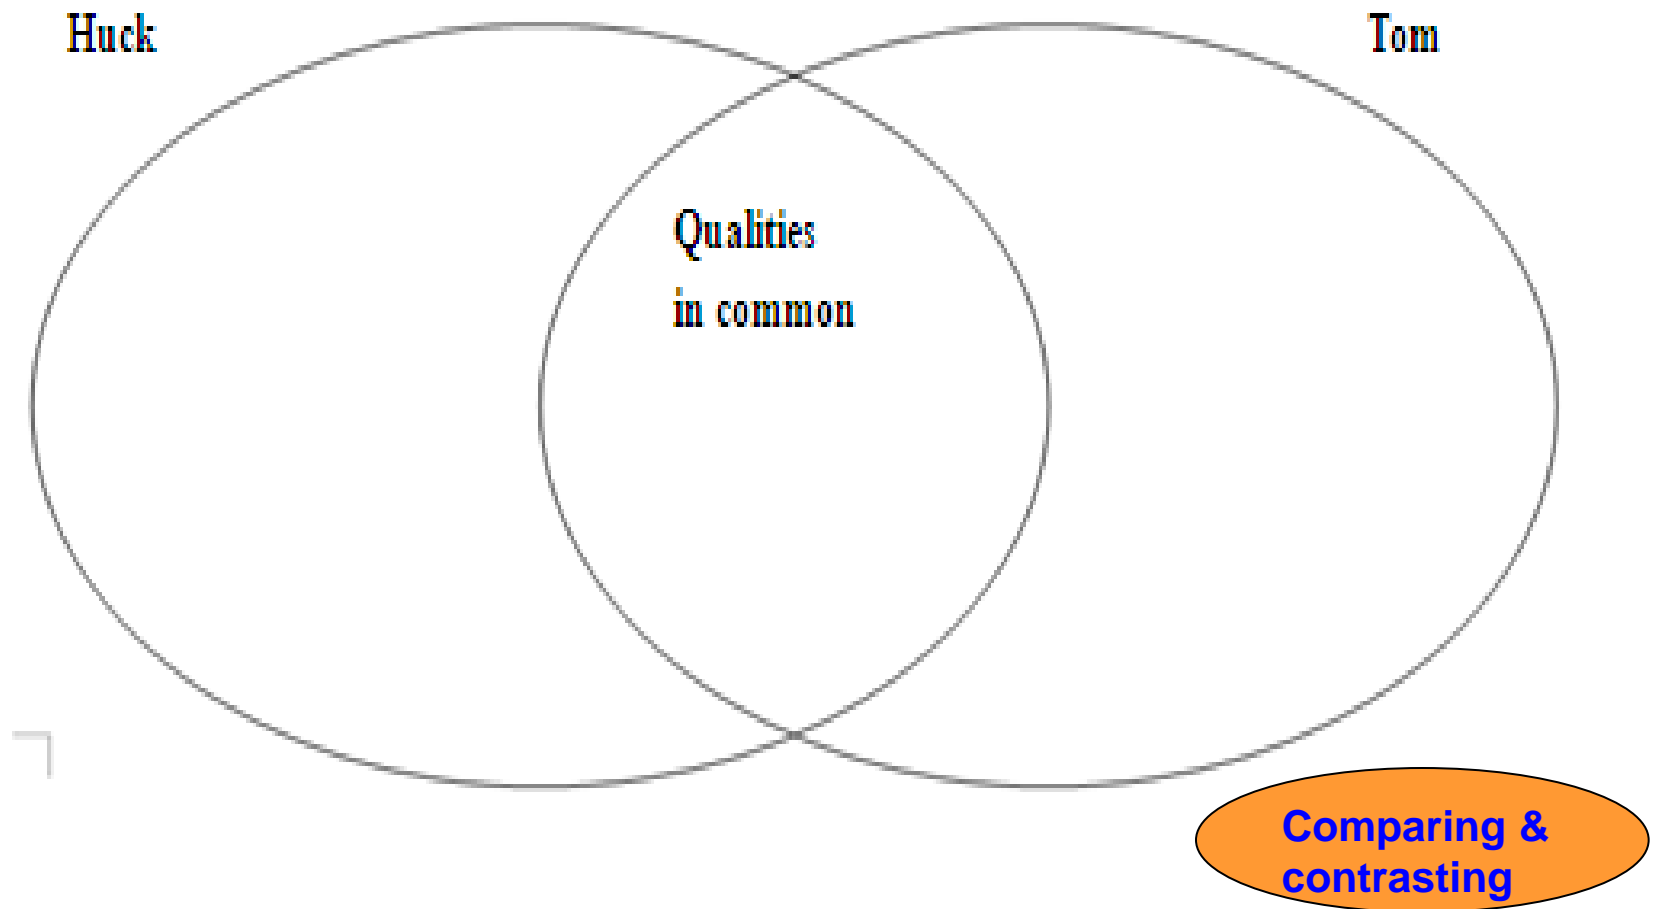 Huck
Tom
Qualities
in common
Comparing &
contrasting